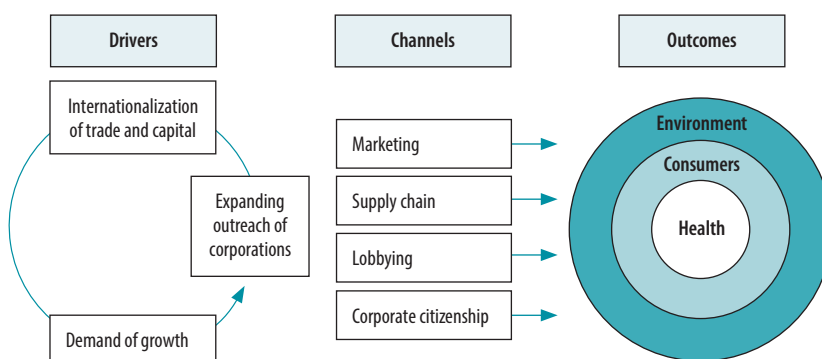 Drivers
Channels
Outcomes
Internationalization
of trade and capital
Expanding
outreach of
corporations
Demand of growth
Marketing
Supply chain
Lobbying
Corporate citizenship
Environment
Consumers
Health